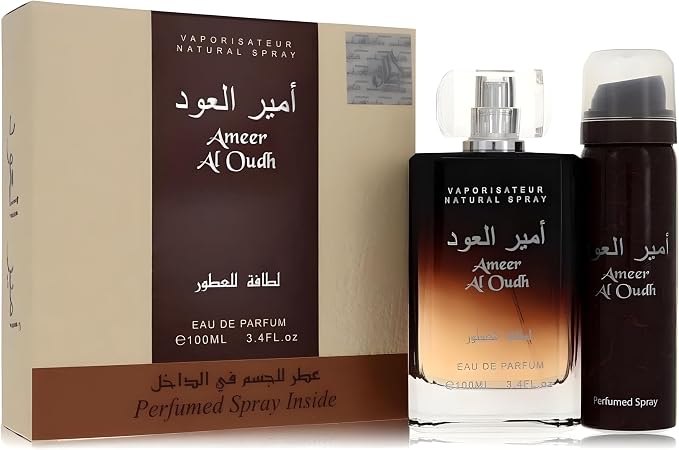 VAPORISATEUR
NATURAL SPRAY
أمير العود
Ameer
Al Oudh
لطافة للعطور
EAU DE PARFUM
℮100ML 3.4FL.oz
عطر للجسم في الداخل
Perfumed Spray Inside
VAPORISATEUR
NATURAL SPRAY
أمير العود
Ameer
Al Oudh
لطافة للعطور
EAU DE PARFUM
℮100ML 3.4FL.oz
أمير العود
Ameer
Al Oudh
Perfumed Spray